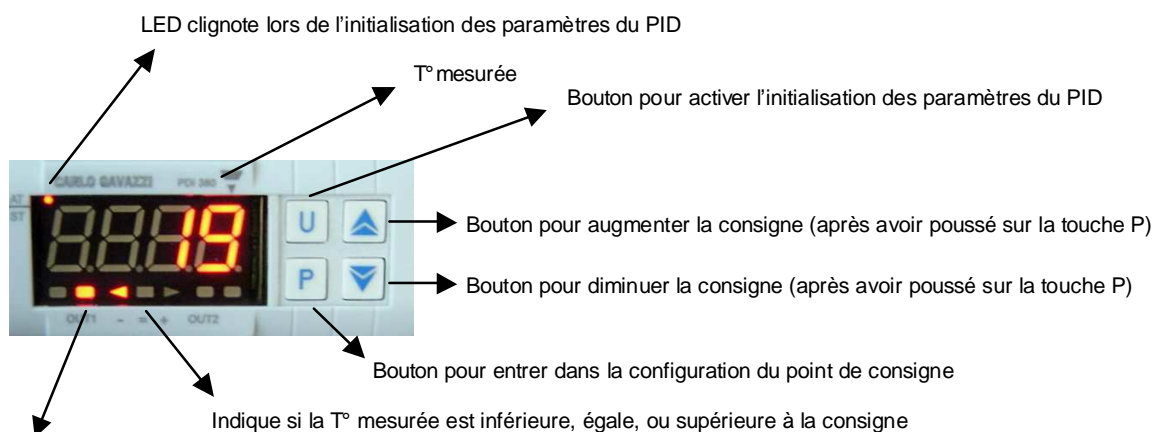 LED clignote lors de l'initialisation des paramètres du PID
T° mesurée
Bouton pour activer l'initialisation des paramètres du PID
CARLO GAVAZZI
AT
ST
19
U
Bouton pour augmenter la consigne (après avoir poussé sur la touche P)
P
Bouton pour diminuer la consigne (après avoir poussé sur la touche P)
OUT1 - = + OUT2
Bouton pour entrer dans la configuration du point de consigne
Indique si la T° mesurée est inférieure, égale, ou supérieure à la consigne